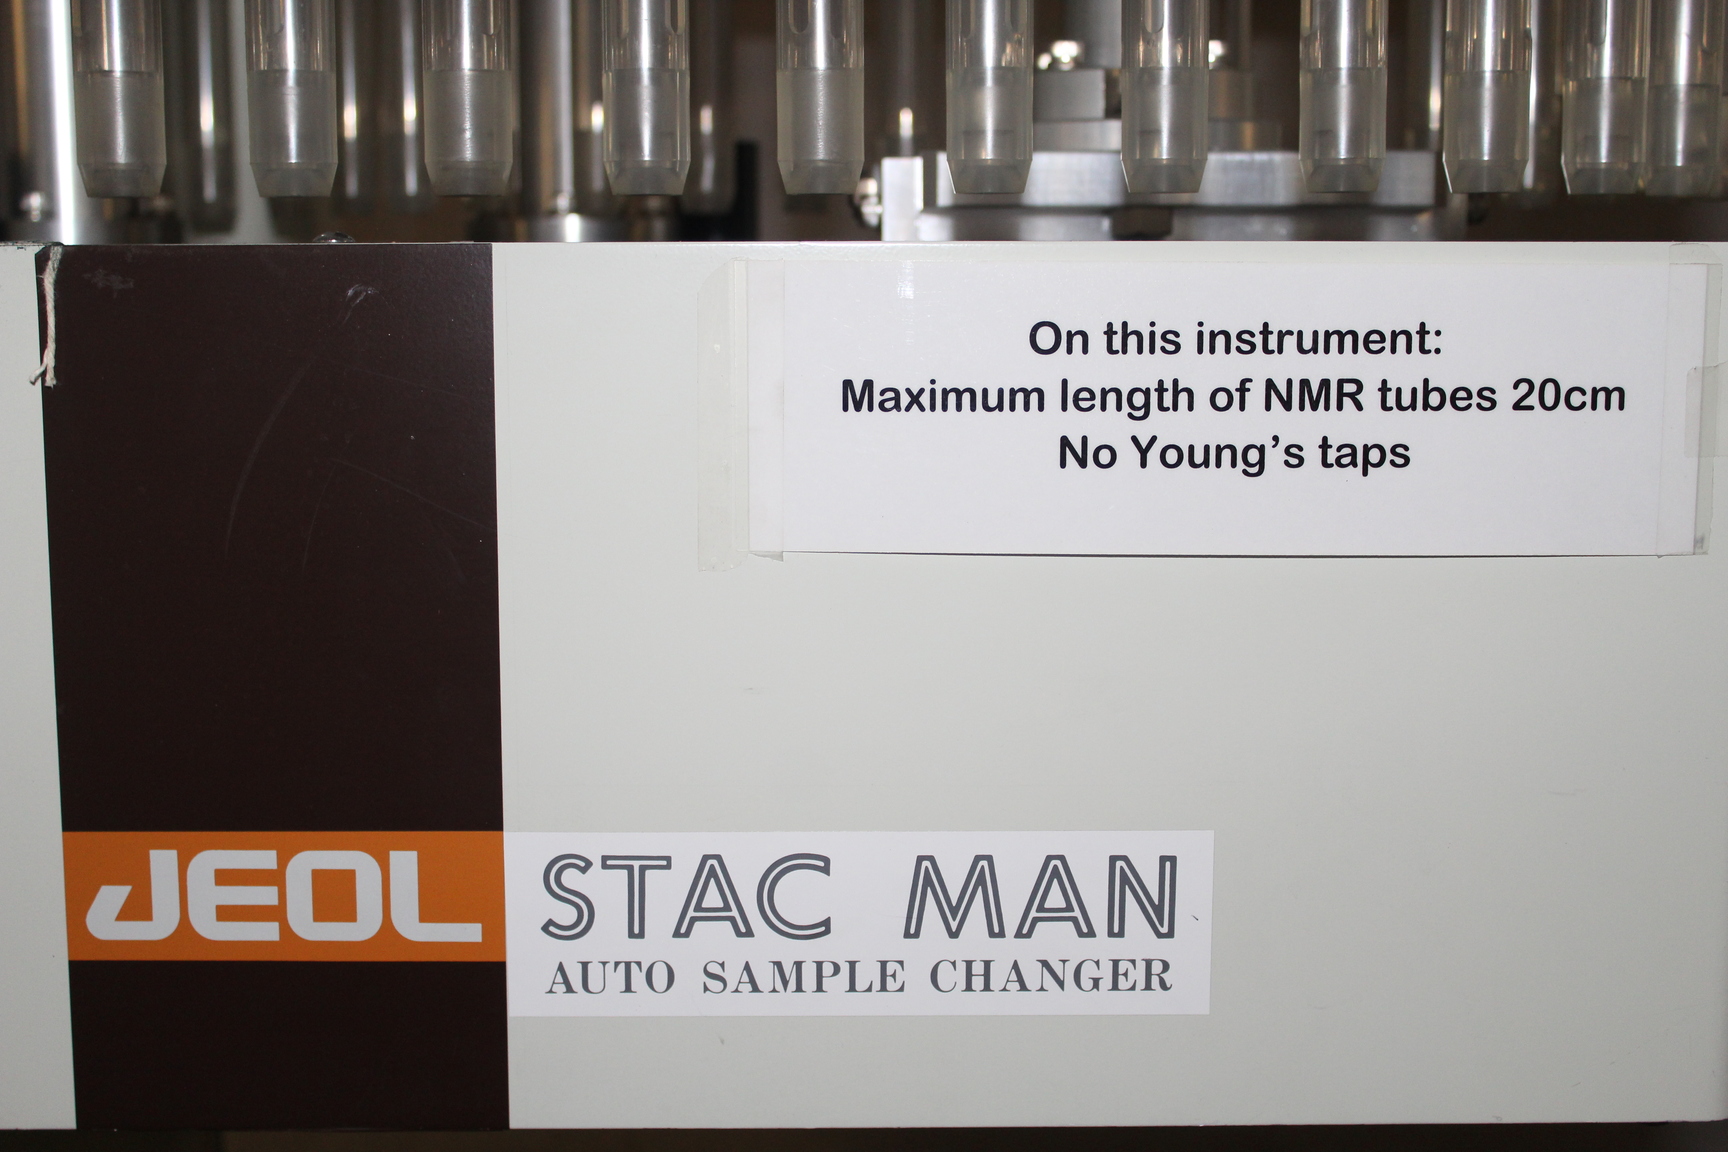 On this instrument:
Maximum length of NMR tubes 20cm
No Young’s taps
JEOL
STAC MAN
AUTO SAMPLE CHANGER